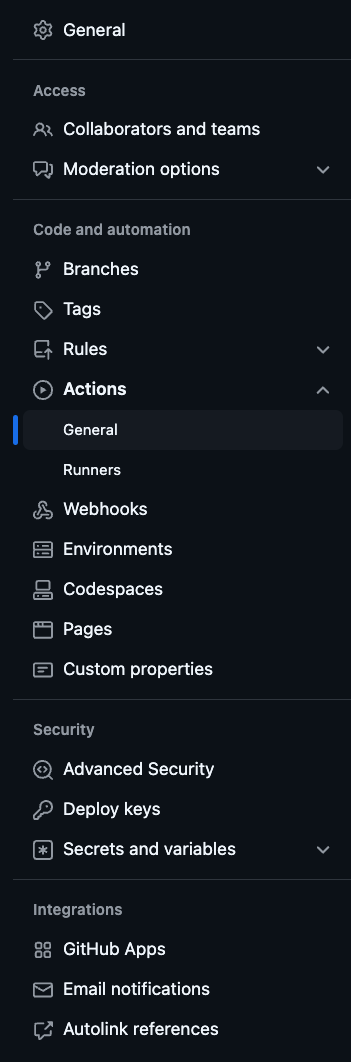 General
Access
Collaborators and teams
Moderation options
Code and automation
Branches
Tags
Rules
Actions
General
Runners
Webhooks
Environments
Codespaces
Pages
Custom properties
Security
Advanced Security
Deploy keys
Secrets and variables
Integrations
GitHub Apps
Email notifications
Autolink references